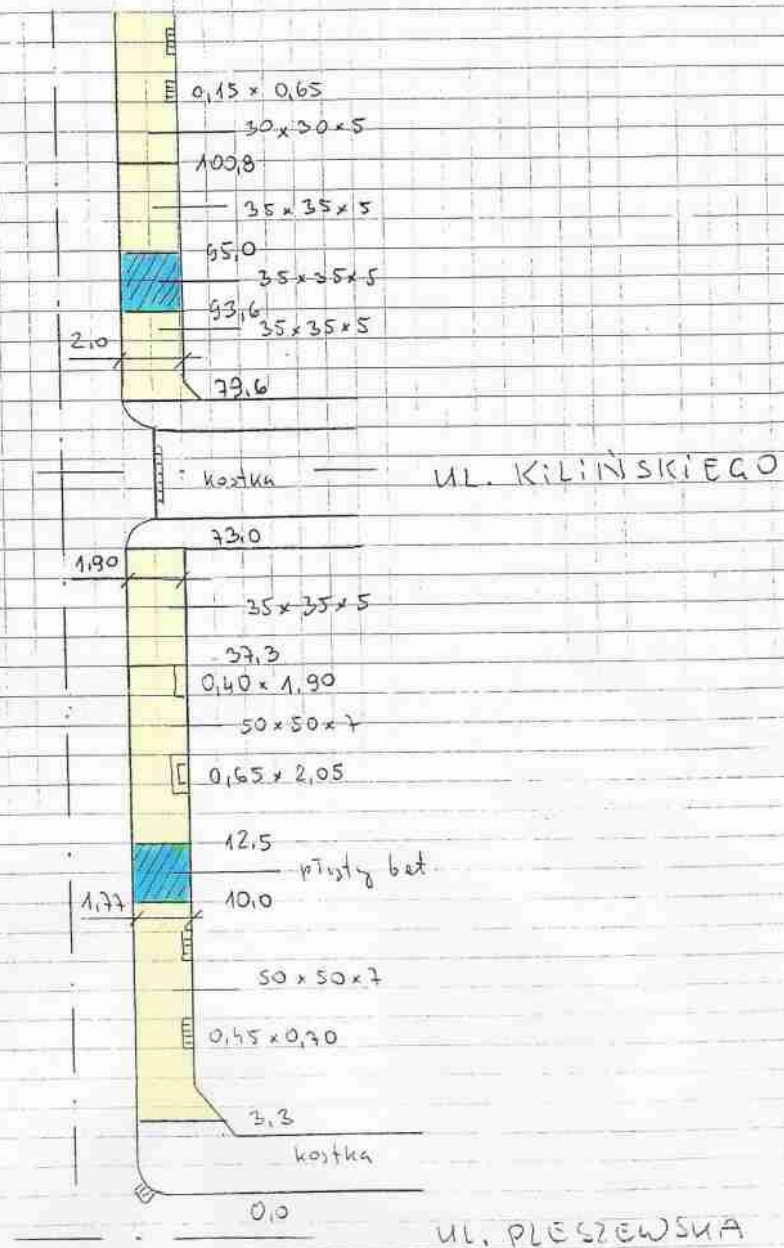 0,15 x 0,65
30 x 30 x 5
100,8
35 x 35 x 5
95,0
35 x 35 x 5
93,6
35 x 35 x 5
2,0
79,6
kostka
UL. KILIŃSKIEGO
73,0
1,90
35 x 35 x 5
37,3
0,40 x 1,90
50 x 50 x 7
0,65 x 2,05
12,5
płyty bet.
1,77
10,0
50 x 50 x 7
0,45 x 0,70
3,3
kostka
0,0
UL. PLESZEWSKA